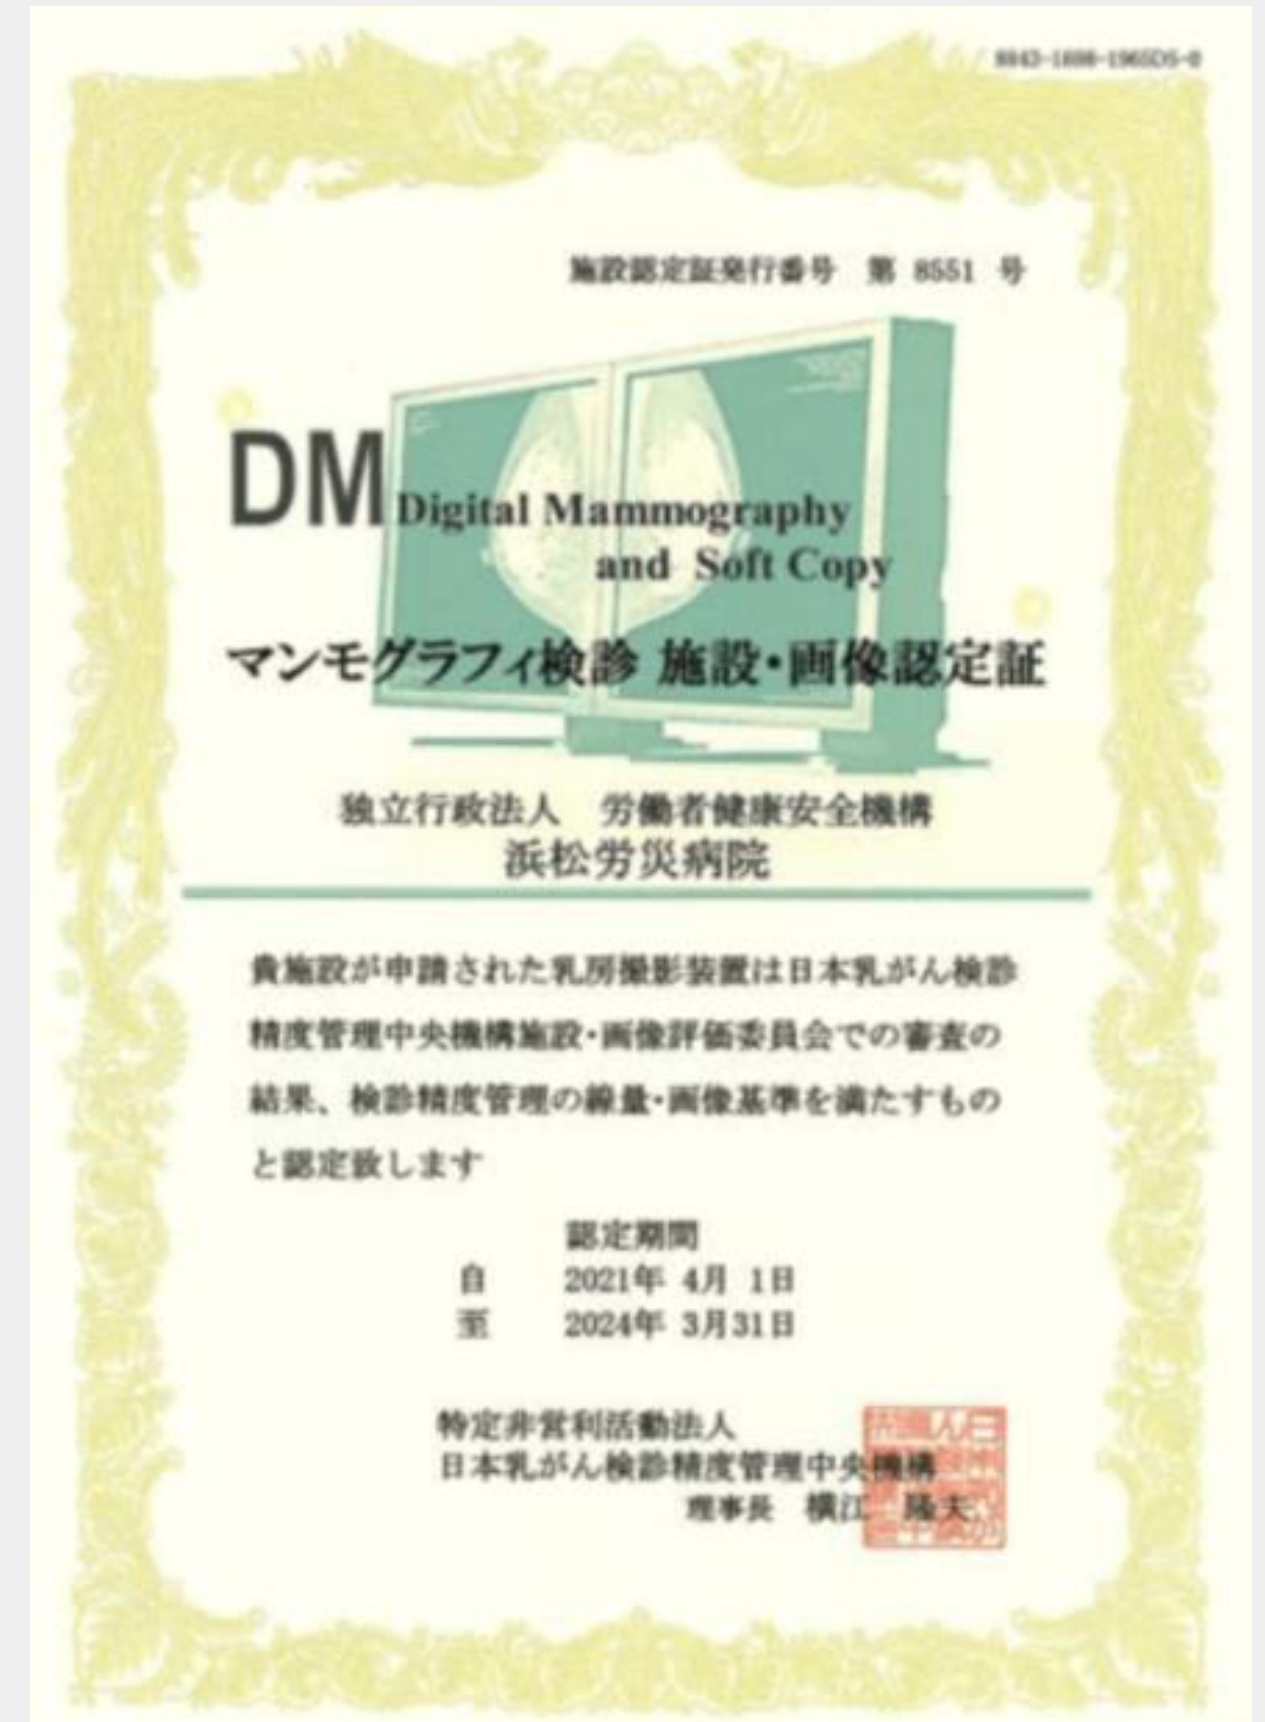 施設認定証発行番号 第 8551 号
DM Digital Mammography
and Soft Copy
マンモグラフィ検診 施設・画像認定証
独立行政法人 労働者健康安全機構
浜松労災病院
貴施設が申請された乳房撮影装置は日本乳がん検診
精度管理中央機構施設・画像評価委員会での審査の
結果、検診精度管理の線量・画像基準を満たすもの
と認定致します
認定期間
自 2021年 4月 1日
至 2024年 3月31日
特定非営利活動法人
日本乳がん検診精度管理中央機構
理事長 横江 隆夫